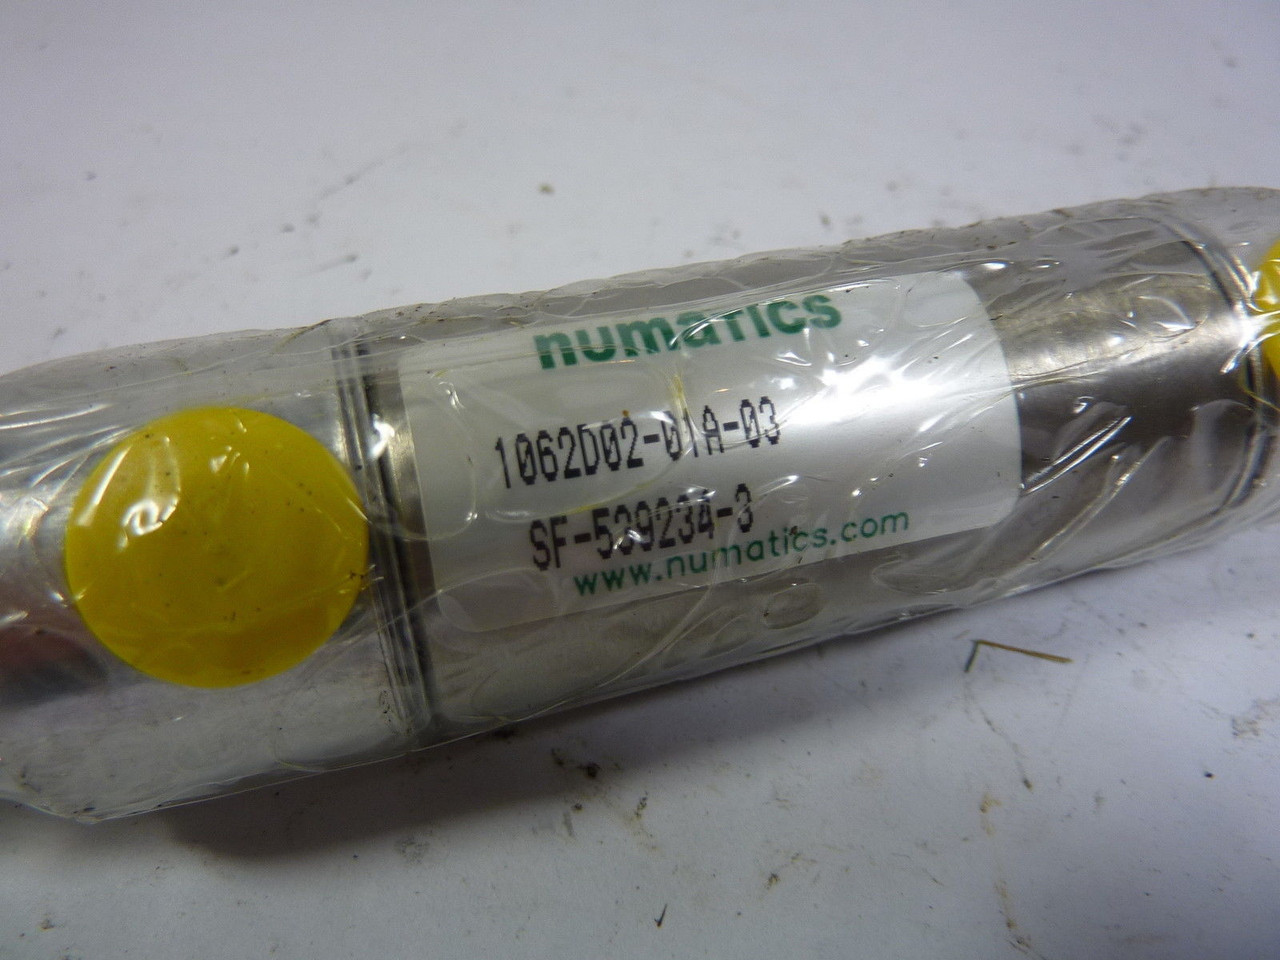 numatics
1062D02-01A-03
SF-539234-3
www.numatics.com